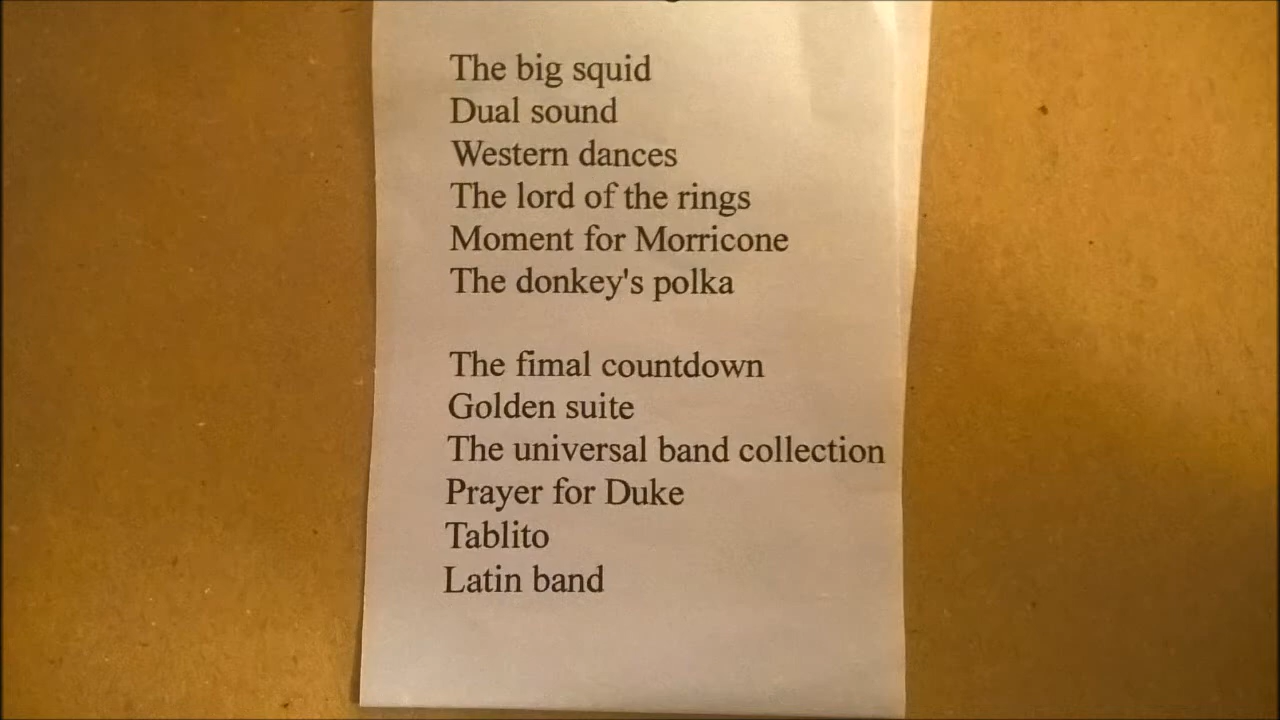 The big squid
Dual sound
Western dances
The lord of the rings
Moment for Morricone
The donkey's polka
The fimal countdown
Golden suite
The universal band collection
Prayer for Duke
Tablito
Latin band